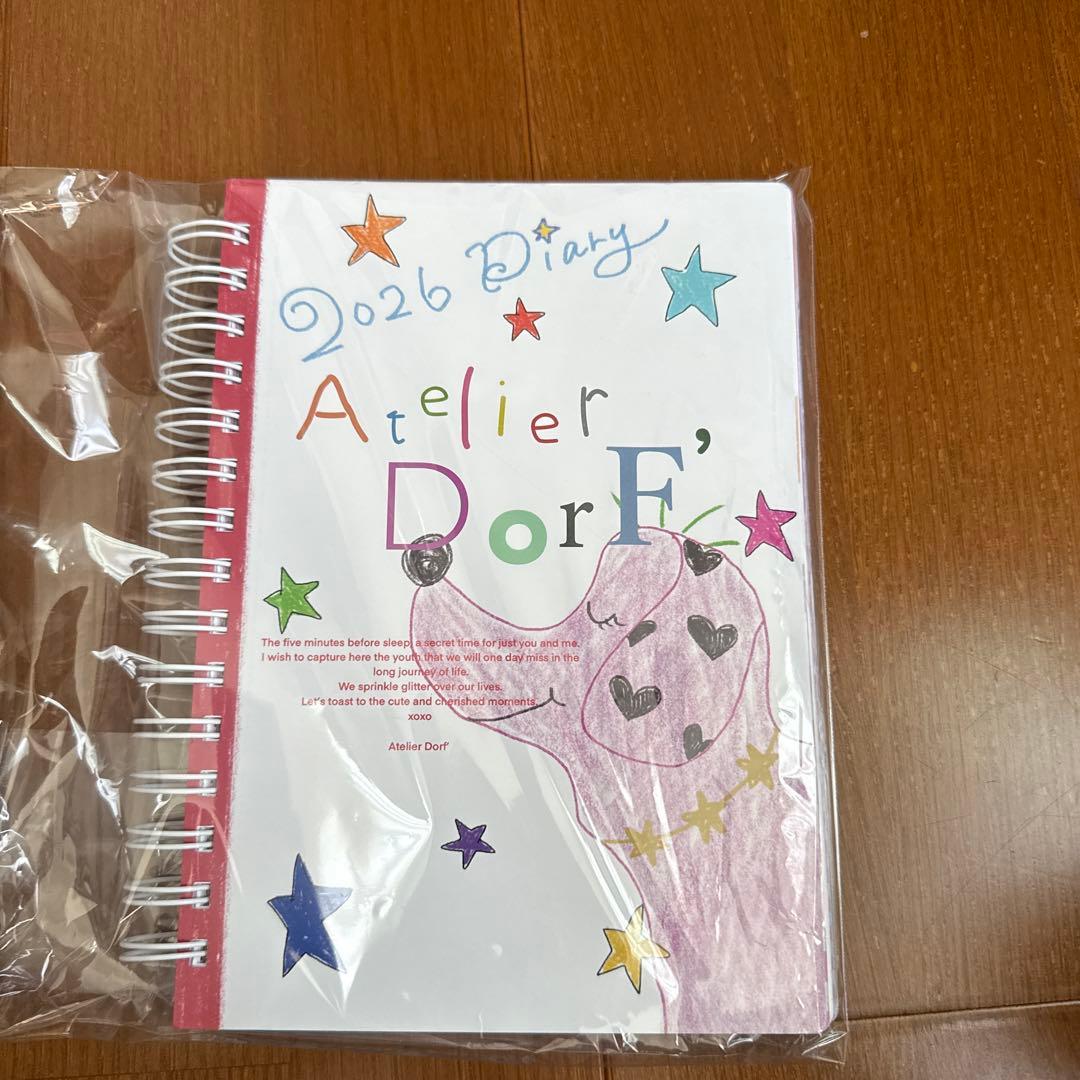 2026 Diary
Atelier
DorF'
The five minutes before sleep, a secret time for just you and me.
I wish to capture here the youth that we will one day miss in the
long journey of life.
We sprinkle glitter over our lives.
Let's toast to the cute and cherished moments.
xoxo
Atelier Dorf'